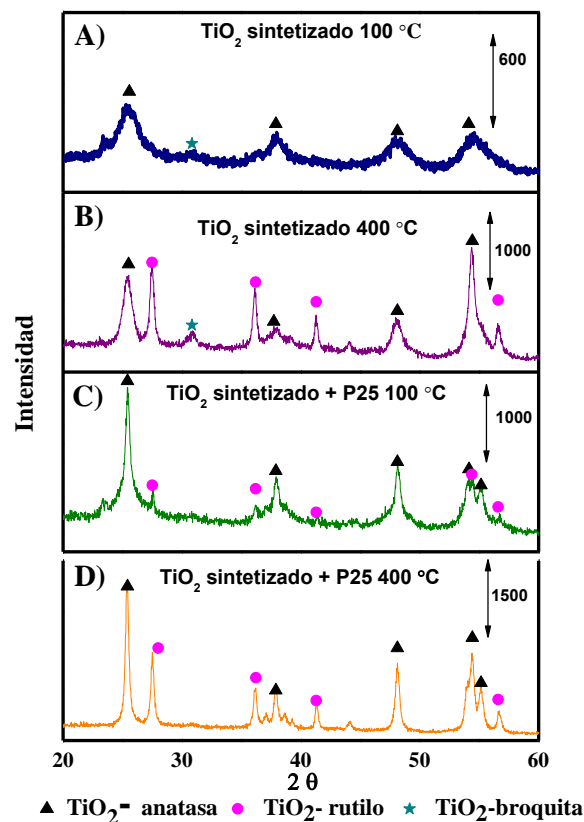 A)
TiO2 sintetizado 100 °C
600
B)
TiO2 sintetizado 400 °C
1000
Intensidad
C)
TiO2 sintetizado + P25 100 °C
1000
D)
TiO2 sintetizado + P25 400 °C
1500
20 30 40 50 60
2 θ
TiO2- anatasa TiO2- rutilo TiO2-broquita